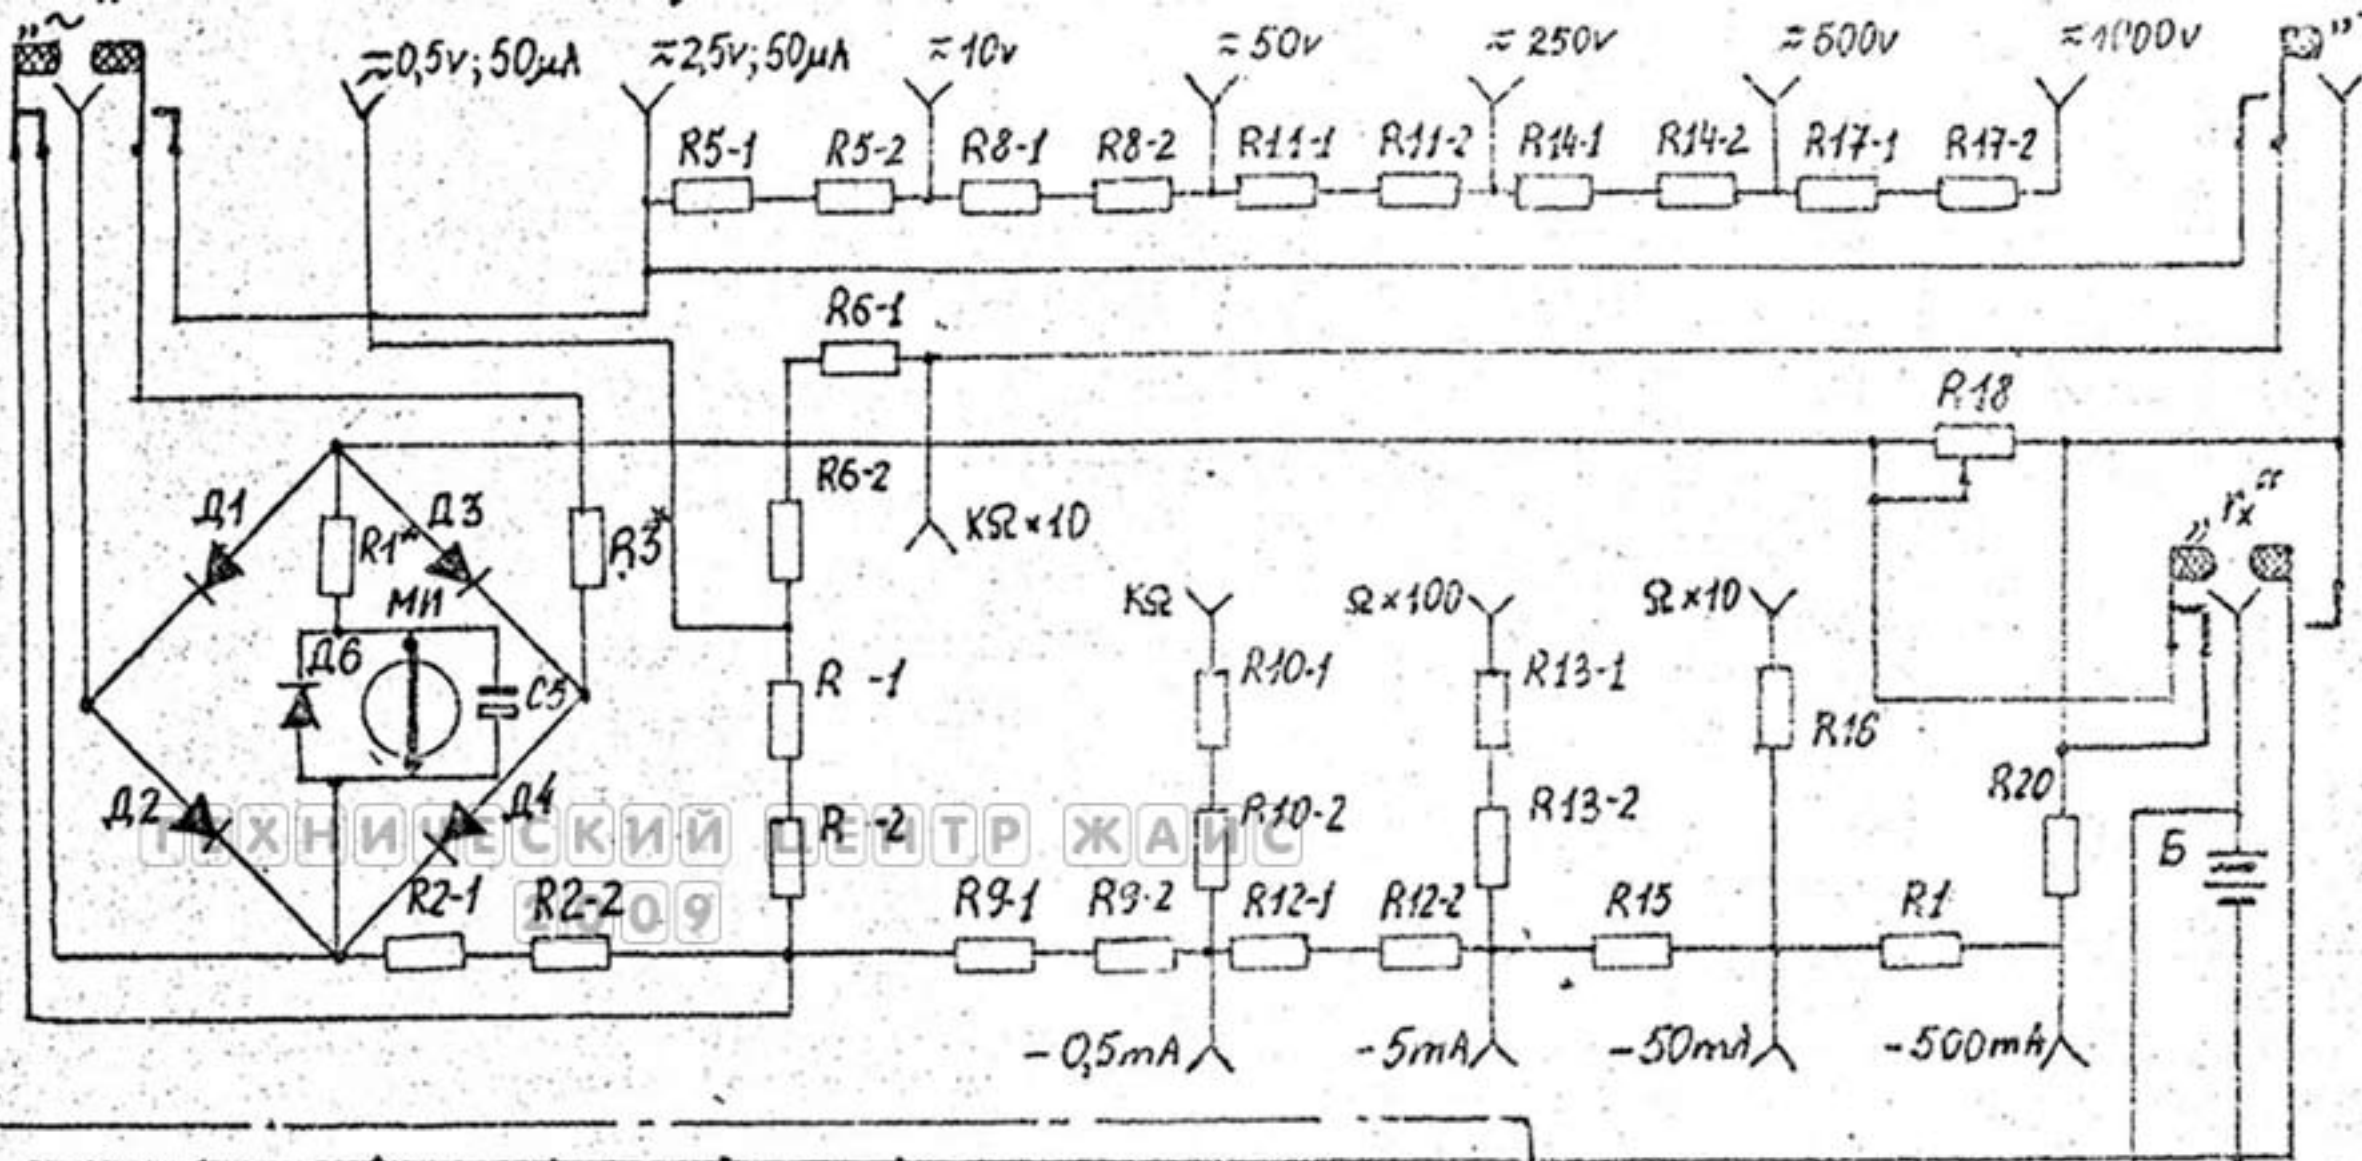 „~"
≂0,5v; 50μA
≂2,5v; 50μA
≂10v
≂50v
≂250v
≂500v
R5-1
R5-2
R8-1
R8-2
R11-1
R11-2
R14-1
R14-2
R17-1
R17-2
R6-1
R18
R6-2
KΩ×10
Д1
R1*
Д3
R3*
„rx"
МИ
Д6
C5
KΩ
Ω×100
Ω×10
R-1
R10-1
R13-1
R16
R20
Д2
Д4
R-2
R10-2
R13-2
Б
ТЕХНИЧЕСКИЙ ЦЕНТР ЖАИС
2009
R2-1
R2-2
R9-1
R9-2
R12-1
R12-2
R15
R1
-0,5mA
-5mA
-50mA
-500mA